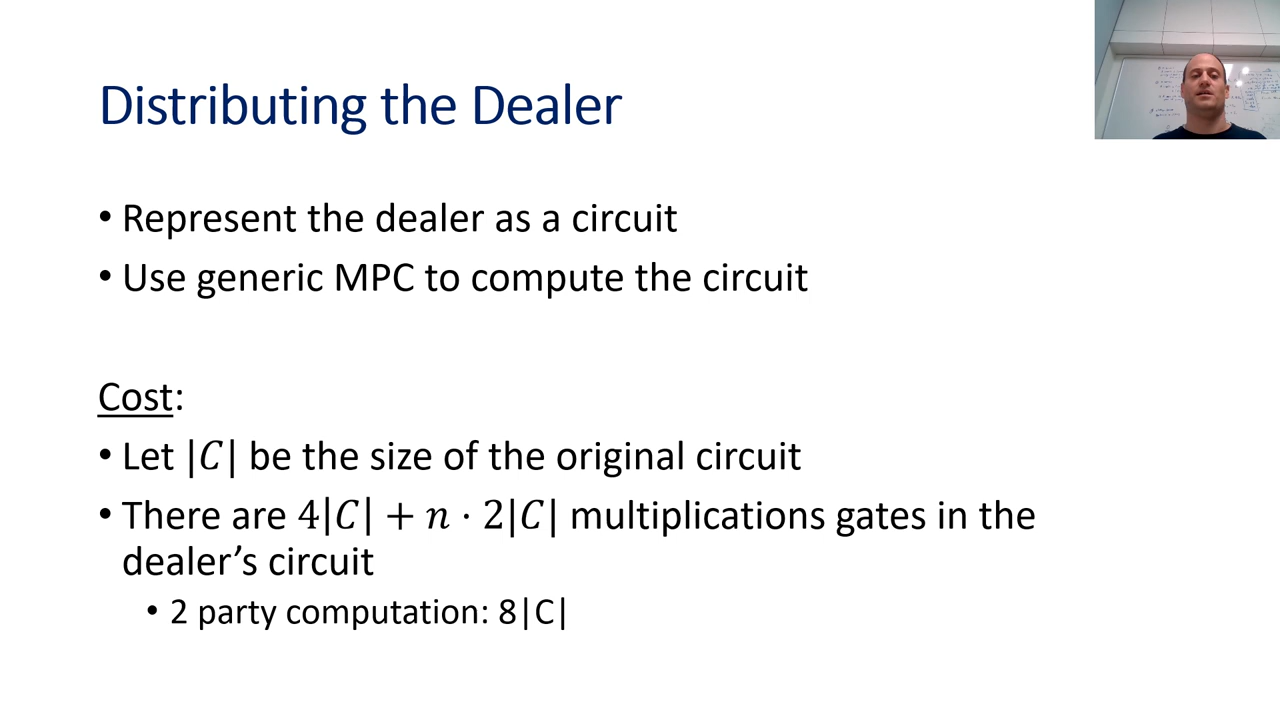 Distributing the Dealer
• Represent the dealer as a circuit
• Use generic MPC to compute the circuit
Cost:
• Let |C| be the size of the original circuit
• There are 4|C| + n · 2|C| multiplications gates in the
dealer’s circuit
• 2 party computation: 8|C|